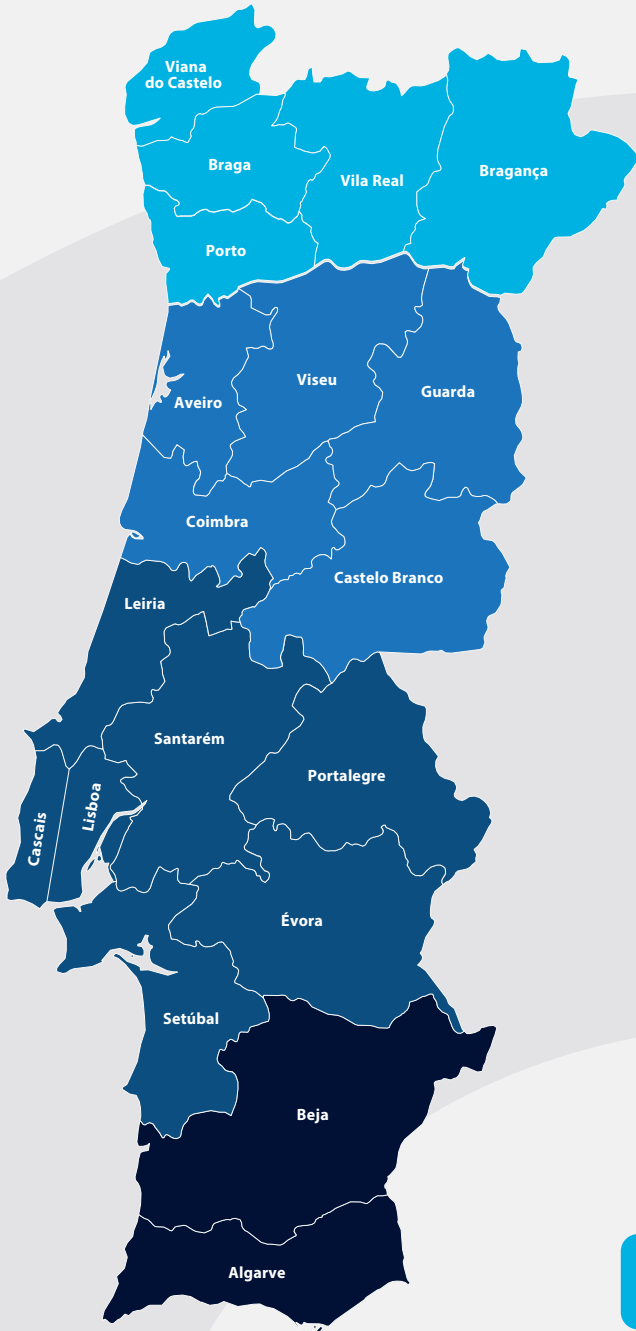 Viana
do Castelo
Braga
Vila Real
Bragança
Porto
Viseu
Guarda
Aveiro
Coimbra
Castelo Branco
Leiria
Santarém
Portalegre
Lisboa
Cascais
Évora
Setúbal
Beja
Algarve